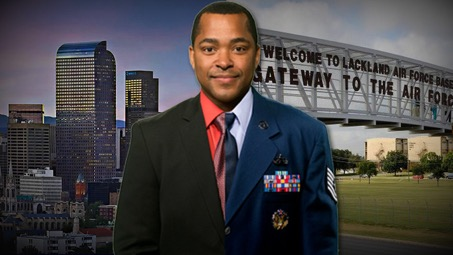 WELCOME TO LACKLAND AIR FORCE BASE
GATEWAY TO THE AIR FORC